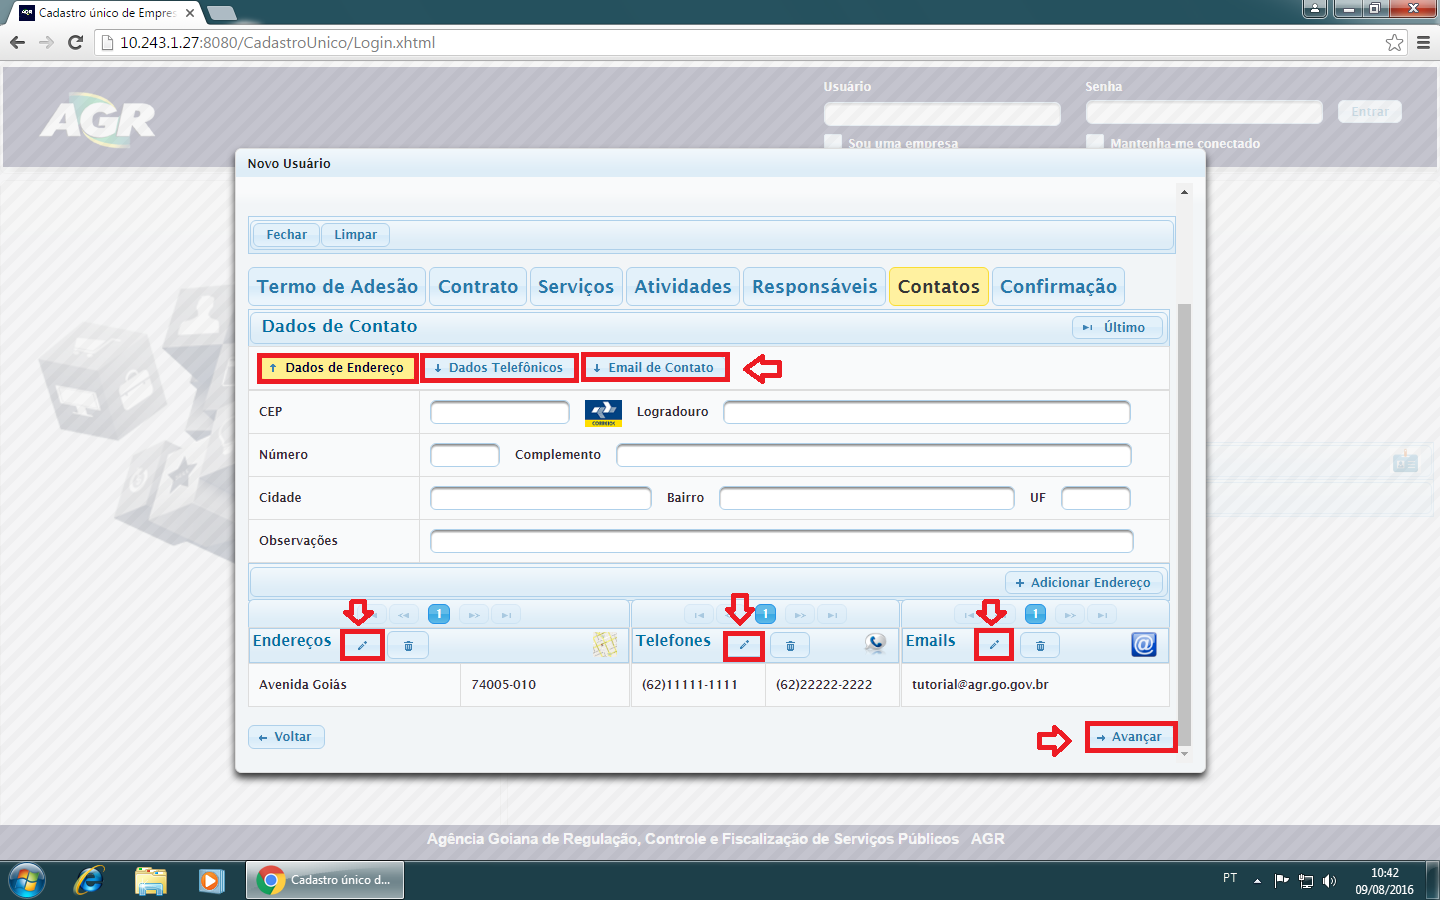 Cadastro único de Empres
10.243.1.27:8080/CadastroUnico/Login.xhtml
AGR
Usuário
Senha
Entrar
Sou uma empresa
Mantenha-me conectado
Novo Usuário
Fechar Limpar
Termo de Adesão Contrato Serviços Atividades Responsáveis Contatos Confirmação
Dados de Contato
Último
Dados de Endereço Dados Telefônicos Email de Contato
CEP CORREIOS Logradouro
Número Complemento
Cidade Bairro UF
Observações
+ Adicionar Endereço
1 1 1
Endereços Telefones Emails @
Avenida Goiás 74005-010 (62)11111-1111 (62)22222-2222 tutorial@agr.go.gov.br
Voltar
Avançar
Agência Goiana de Regulação, Controle e Fiscalização de Serviços Públicos AGR
Cadastro único d...
PT
10:42
09/08/2016